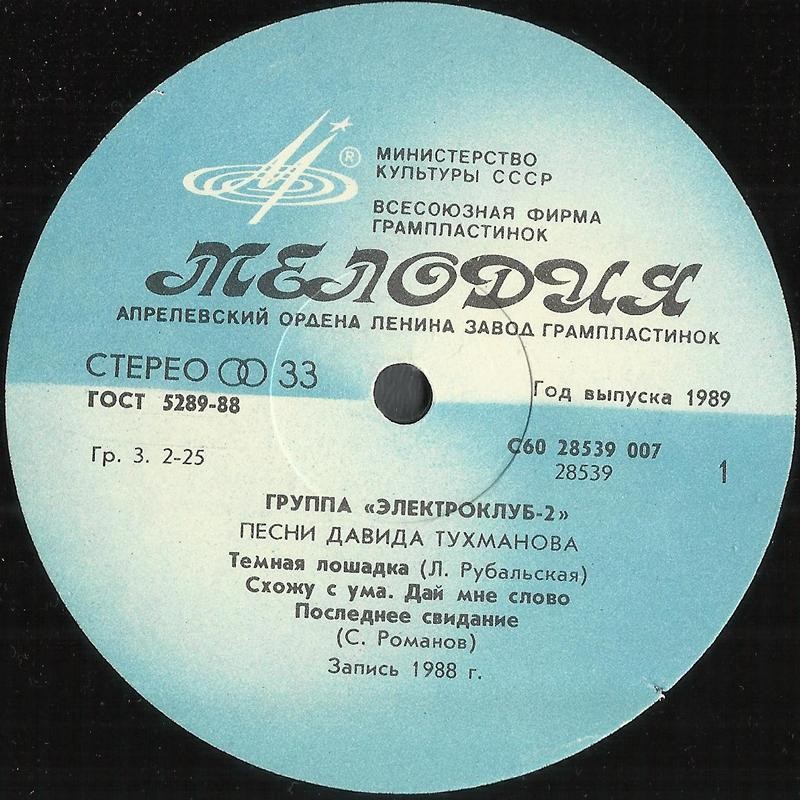 ®
МИНИСТЕРСТВО
КУЛЬТУРЫ СССР
ВСЕСОЮЗНАЯ ФИРМА
ГРАМПЛАСТИНОК
МЕЛОДИЯ
АПРЕЛЕВСКИЙ ОРДЕНА ЛЕНИНА ЗАВОД ГРАМПЛАСТИНОК
СТЕРЕО 33
ГОСТ 5289-88
Год выпуска 1989
Гр. 3. 2-25
С60 28539 007
28539
1
ГРУППА «ЭЛЕКТРОКЛУБ-2»
ПЕСНИ ДАВИДА ТУХМАНОВА
Темная лошадка (Л. Рубальская)
Схожу с ума. Дай мне слово
Последнее свидание
(С. Романов)
Запись 1988 г.